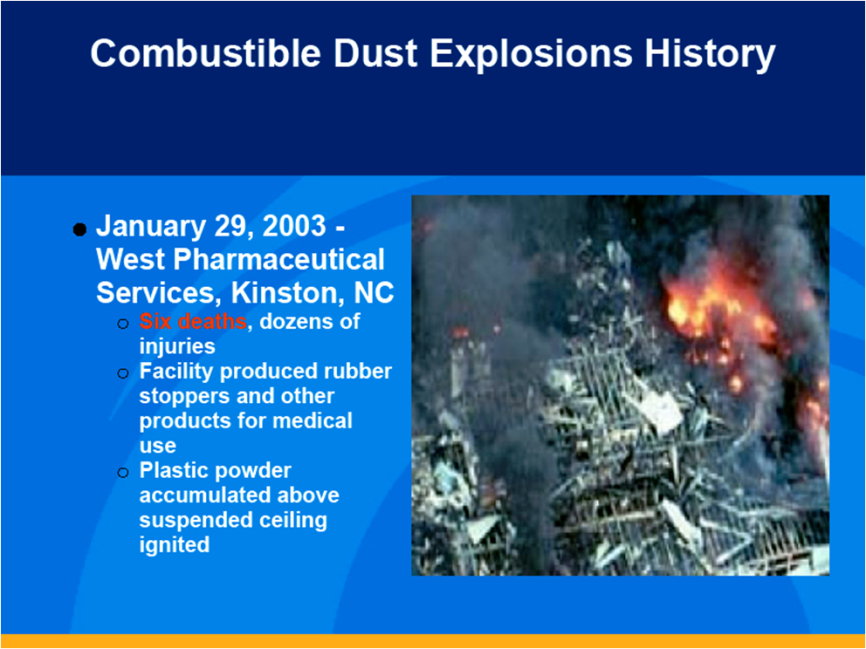 Combustible Dust Explosions History
● January 29, 2003 -
West Pharmaceutical
Services, Kinston, NC
○ Six deaths, dozens of
injuries
○ Facility produced rubber
stoppers and other
products for medical
use
○ Plastic powder
accumulated above
suspended ceiling
ignited